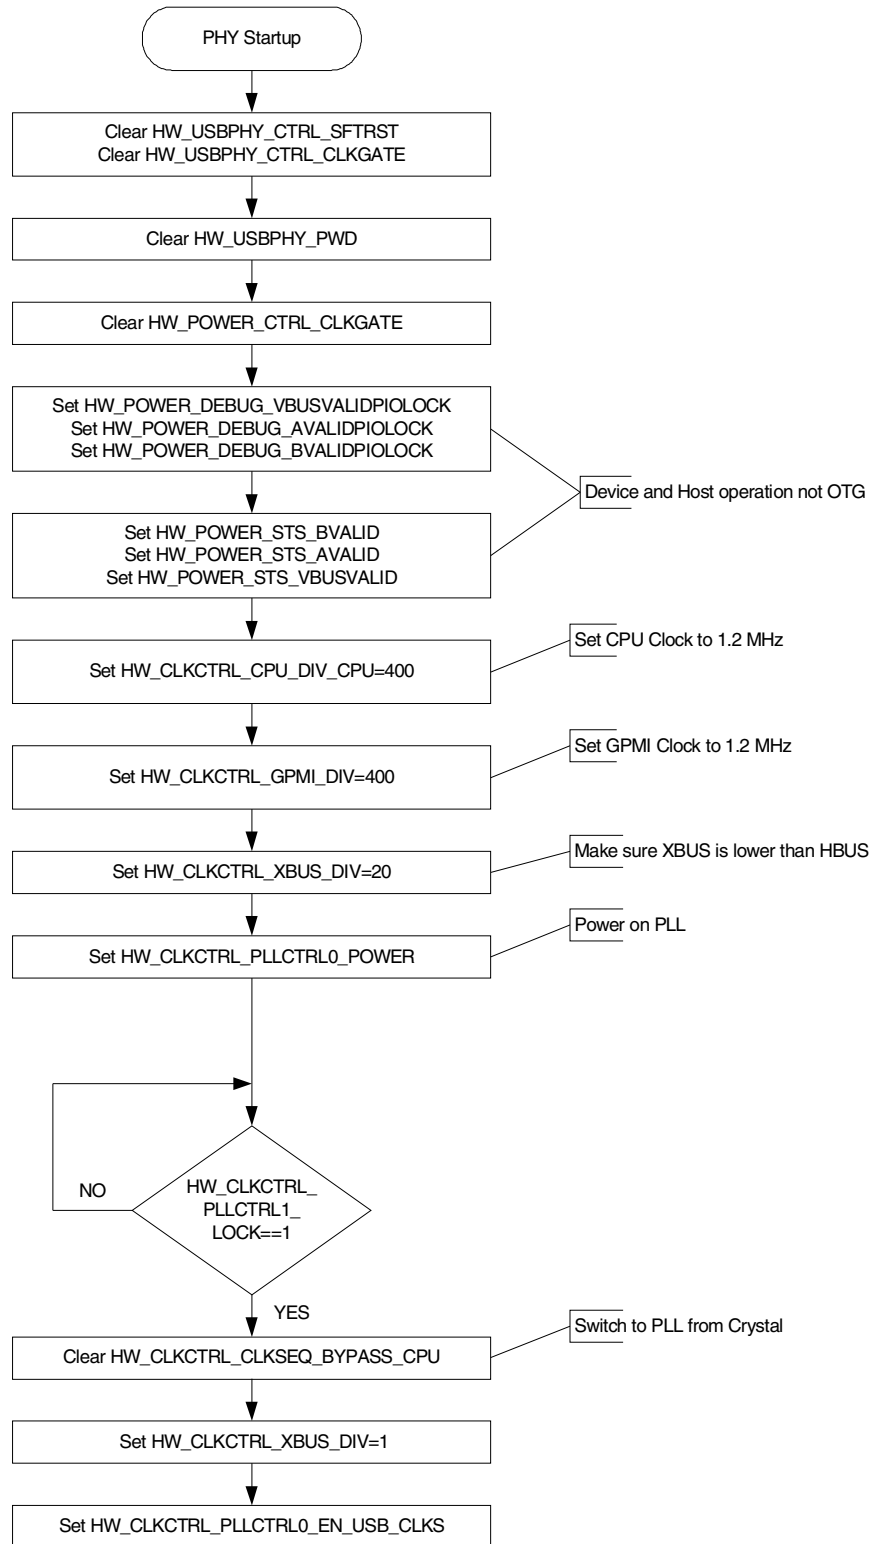 PHY Startup
Clear HW_USBPHY_CTRL_SFTRST
Clear HW_USBPHY_CTRL_CLKGATE
Clear HW_USBPHY_PWD
Clear HW_POWER_CTRL_CLKGATE
Set HW_POWER_DEBUG_VBUSVALIDPIOLOCK
Set HW_POWER_DEBUG_AVALIDPIOLOCK
Set HW_POWER_DEBUG_BVALIDPIOLOCK
Device and Host operation not OTG
Set HW_POWER_STS_BVALID
Set HW_POWER_STS_AVALID
Set HW_POWER_STS_VBUSVALID
Set CPU Clock to 1.2 MHz
Set HW_CLKCTRL_CPU_DIV_CPU=400
Set GPMI Clock to 1.2 MHz
Set HW_CLKCTRL_GPMI_DIV=400
Make sure XBUS is lower than HBUS
Set HW_CLKCTRL_XBUS_DIV=20
Power on PLL
Set HW_CLKCTRL_PLLCTRL0_POWER
NO
HW_CLKCTRL_
PLLCTRL1_
LOCK==1
YES
Switch to PLL from Crystal
Clear HW_CLKCTRL_CLKSEQ_BYPASS_CPU
Set HW_CLKCTRL_XBUS_DIV=1
Set HW_CLKCTRL_PLLCTRL0_EN_USB_CLKS